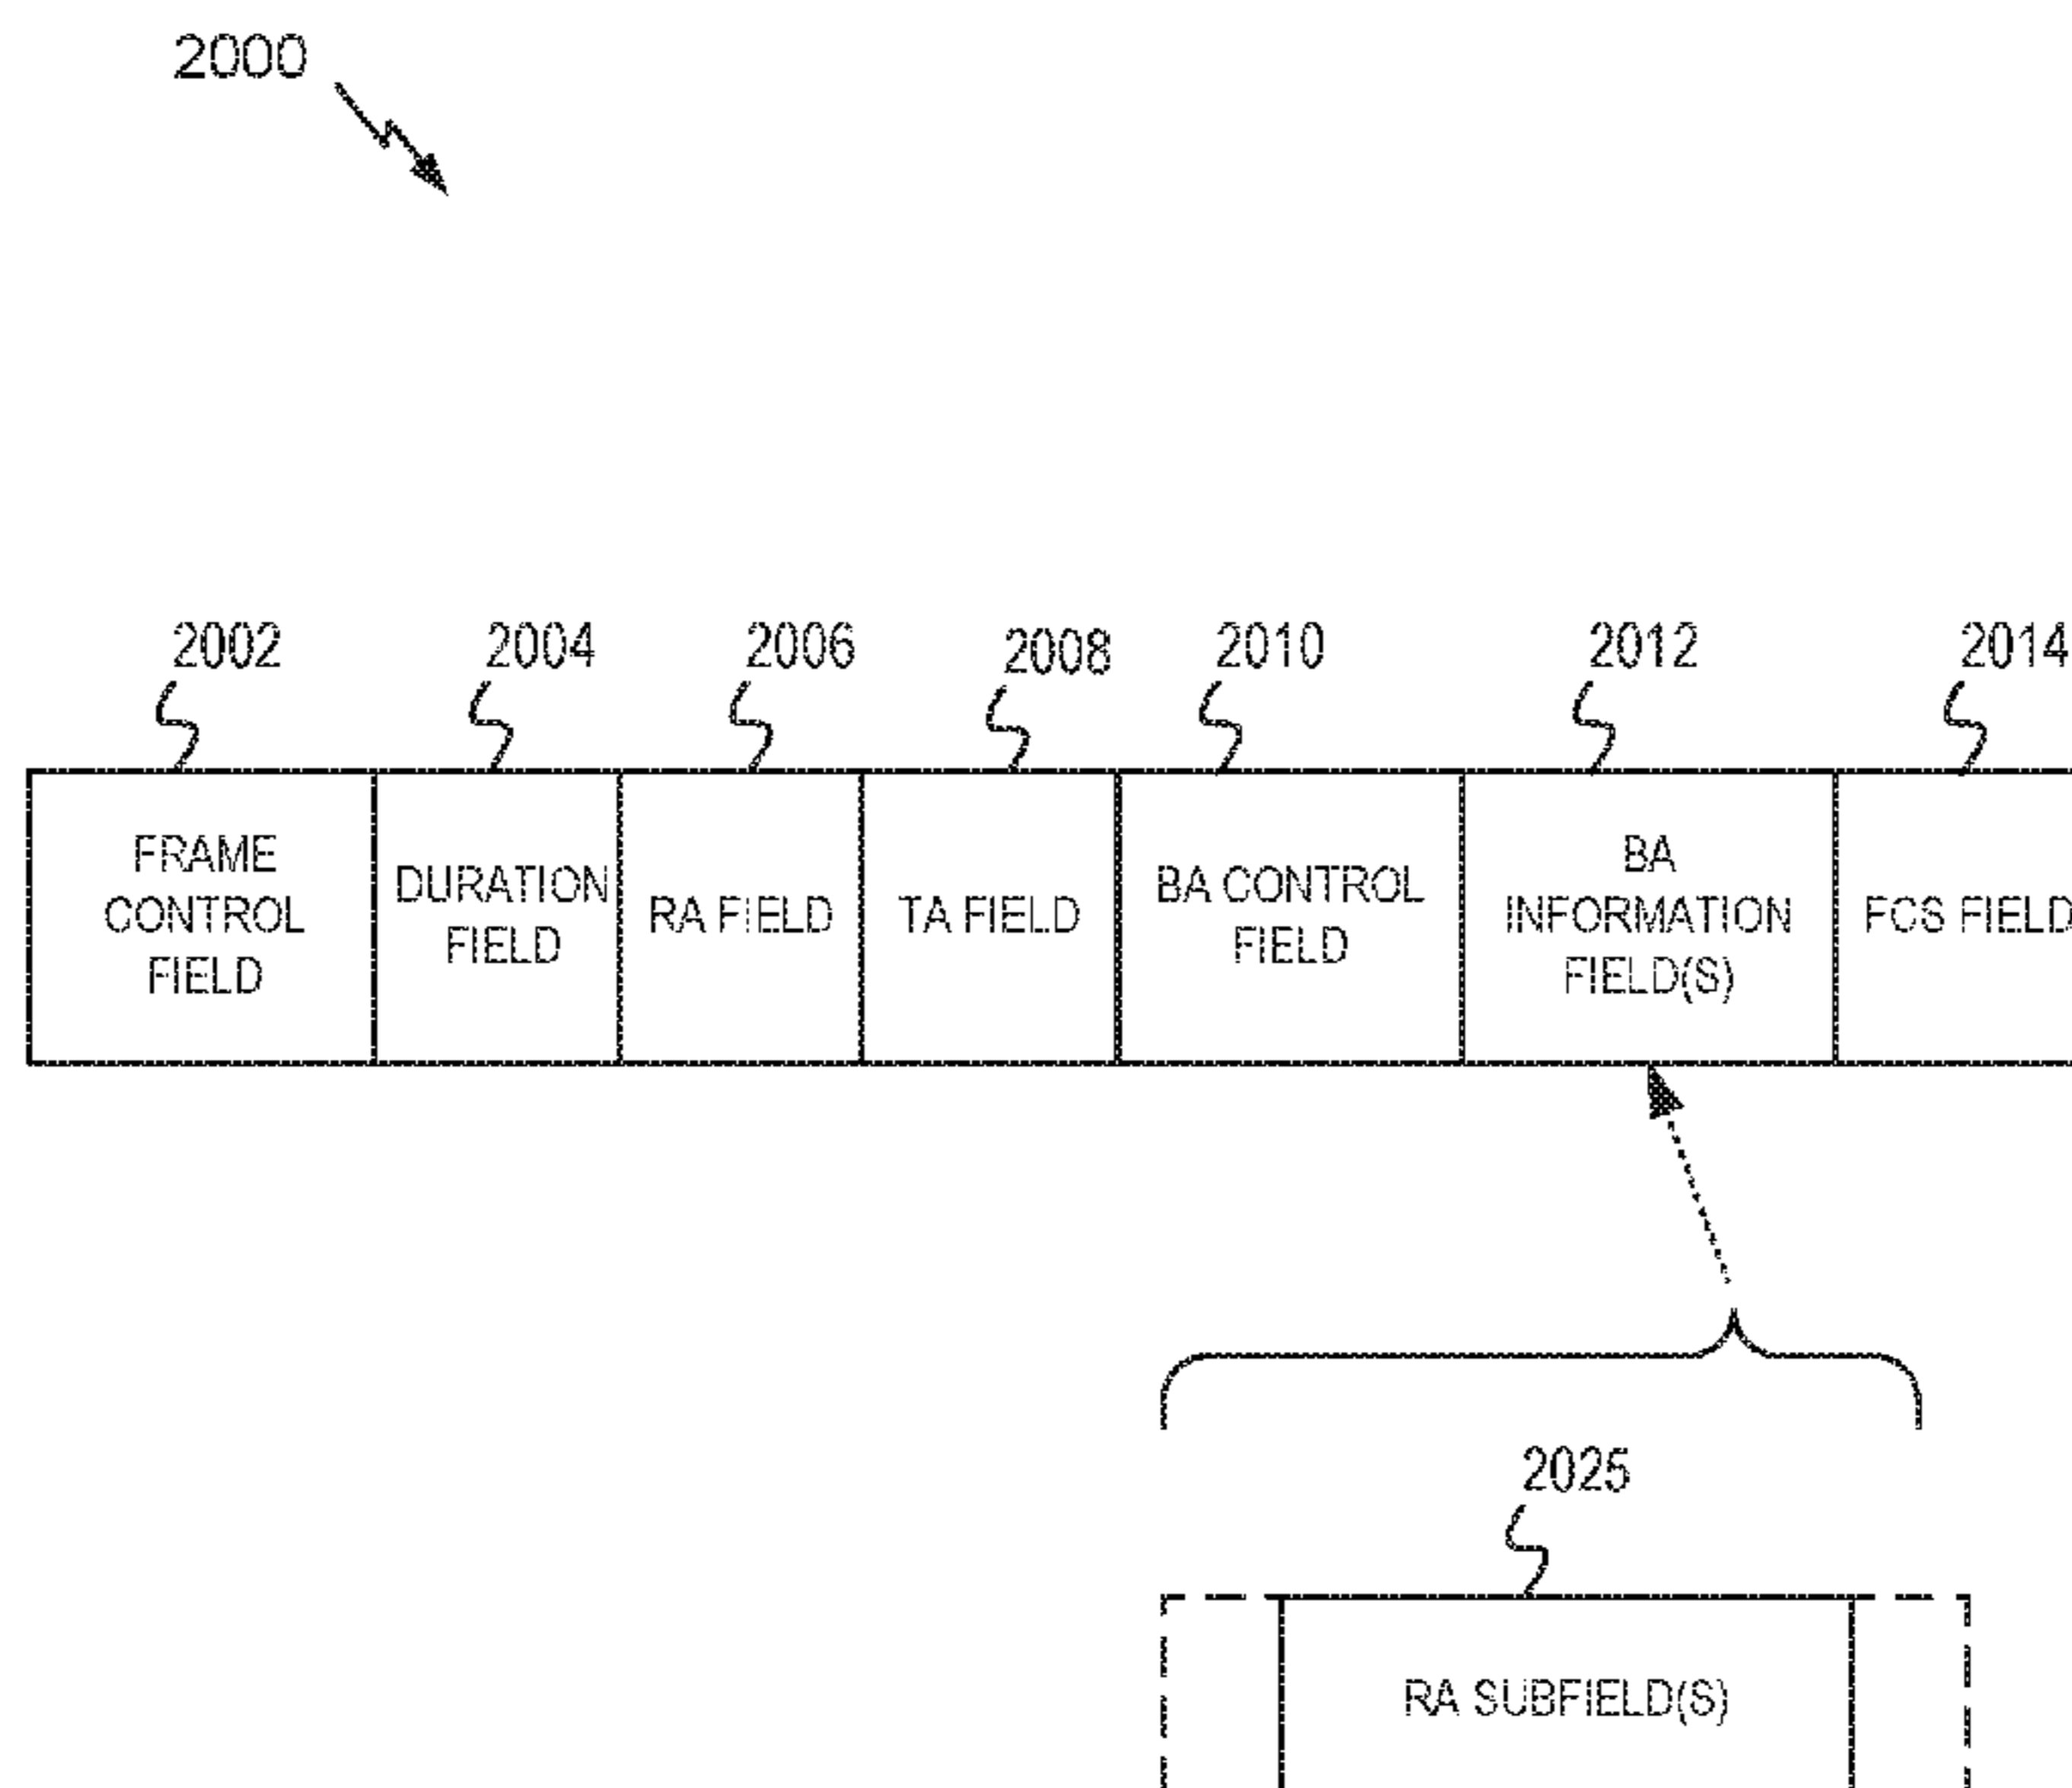 2000
2002 2004 2006 2008 2010 2012 2014
FRAME
CONTROL
FIELD
DURATION
FIELD
RA FIELD
TA FIELD
BA CONTROL
FIELD
BA
INFORMATION
FIELD(S)
FCS FIELD
2025
RA SUBFIELD(S)